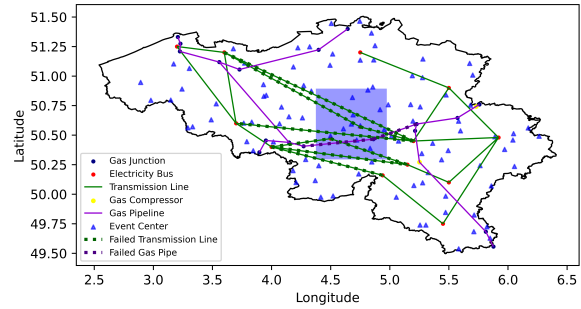 51.50
51.25
51.00
50.75
50.50
50.25
50.00
49.75
49.50
Latitude
Gas Junction
Electricity Bus
Transmission Line
Gas Compressor
Gas Pipeline
Event Center
Failed Transmission Line
Failed Gas Pipe
2.5 3.0 3.5 4.0 4.5 5.0 5.5 6.0 6.5
Longitude